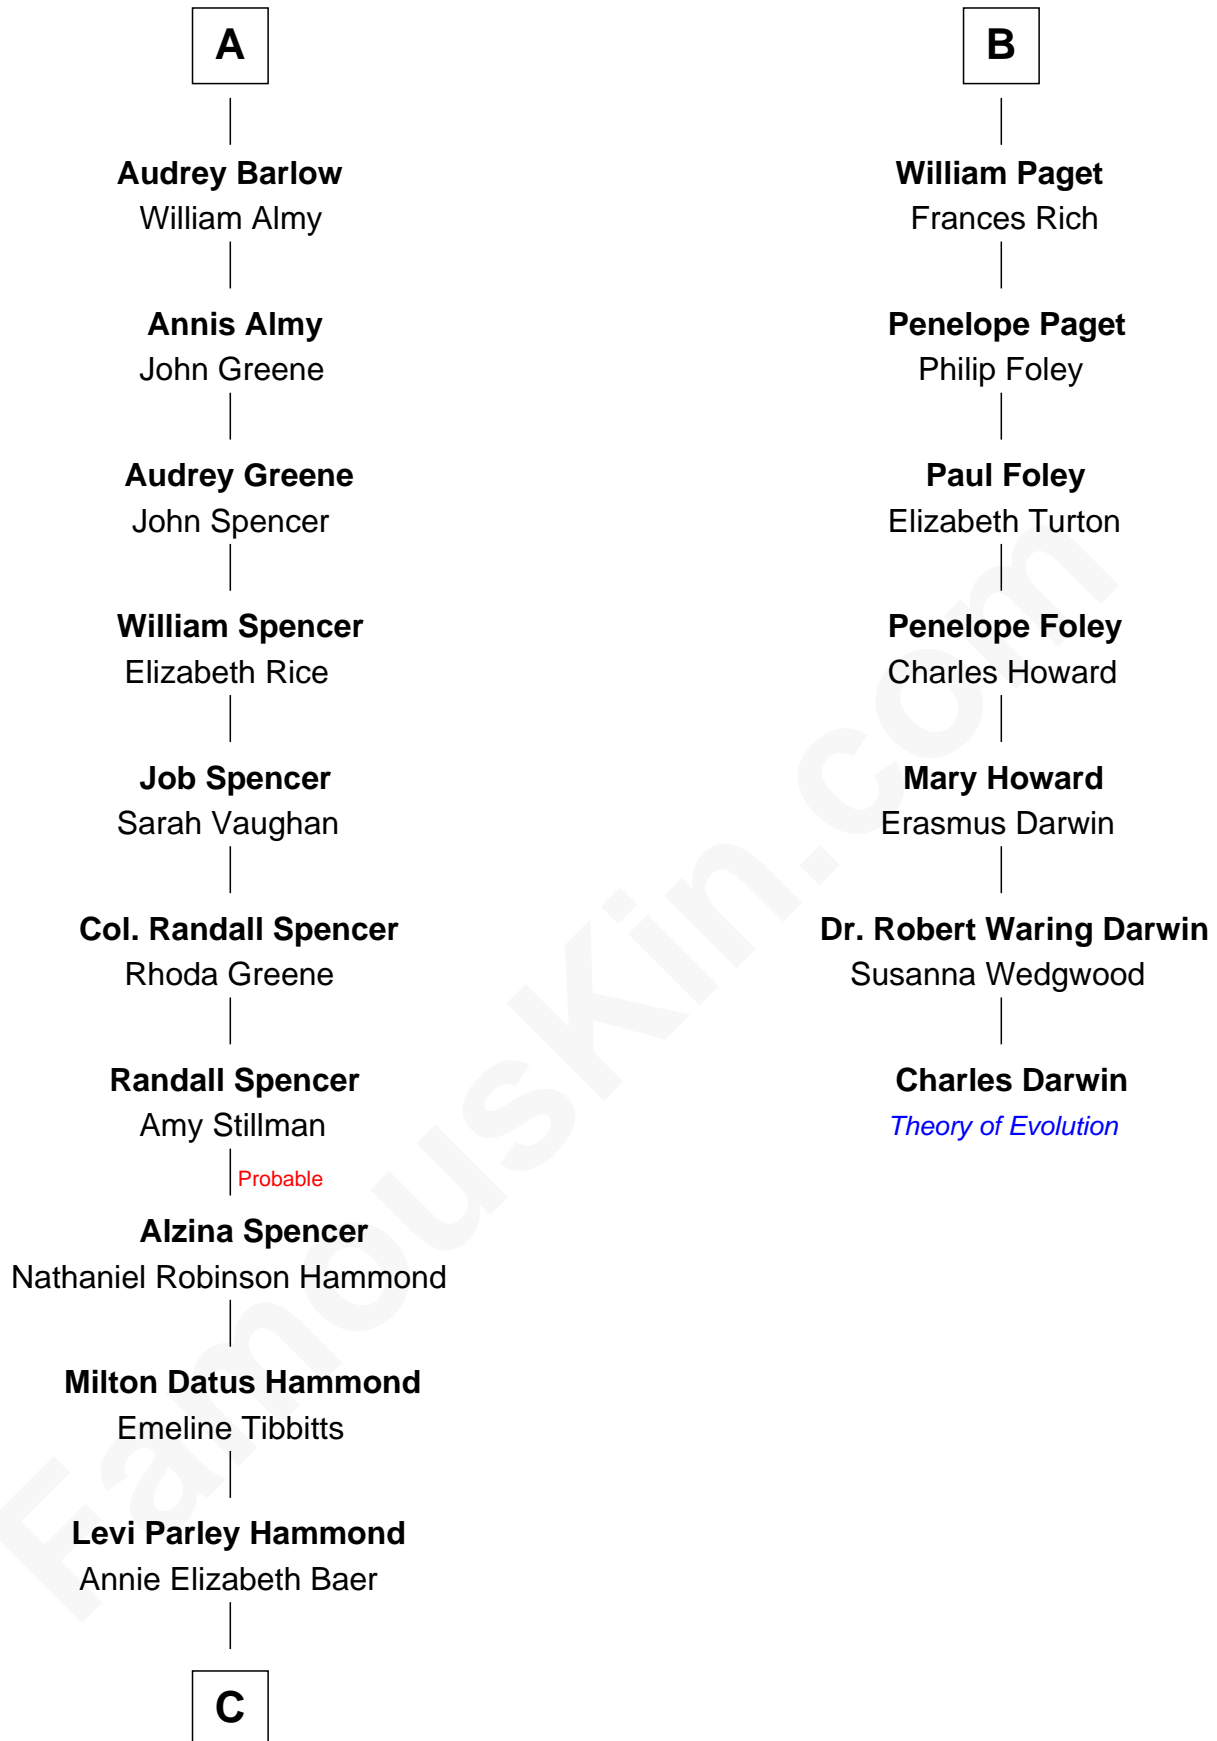 A
Audrey Barlow
William Almy
Annis Almy
John Greene
Audrey Greene
John Spencer
William Spencer
Elizabeth Rice
Job Spencer
Sarah Vaughan
Col. Randall Spencer
Rhoda Greene
Randall Spencer
Amy Stillman
Probable
Alzina Spencer
Nathaniel Robinson Hammond
Milton Datus Hammond
Emeline Tibbitts
Levi Parley Hammond
Annie Elizabeth Baer
C
B
William Paget
Frances Rich
Penelope Paget
Philip Foley
Paul Foley
Elizabeth Turton
Penelope Foley
Charles Howard
Mary Howard
Erasmus Darwin
Dr. Robert Waring Darwin
Susanna Wedgwood
Charles Darwin
Theory of Evolution
FamousKin.com